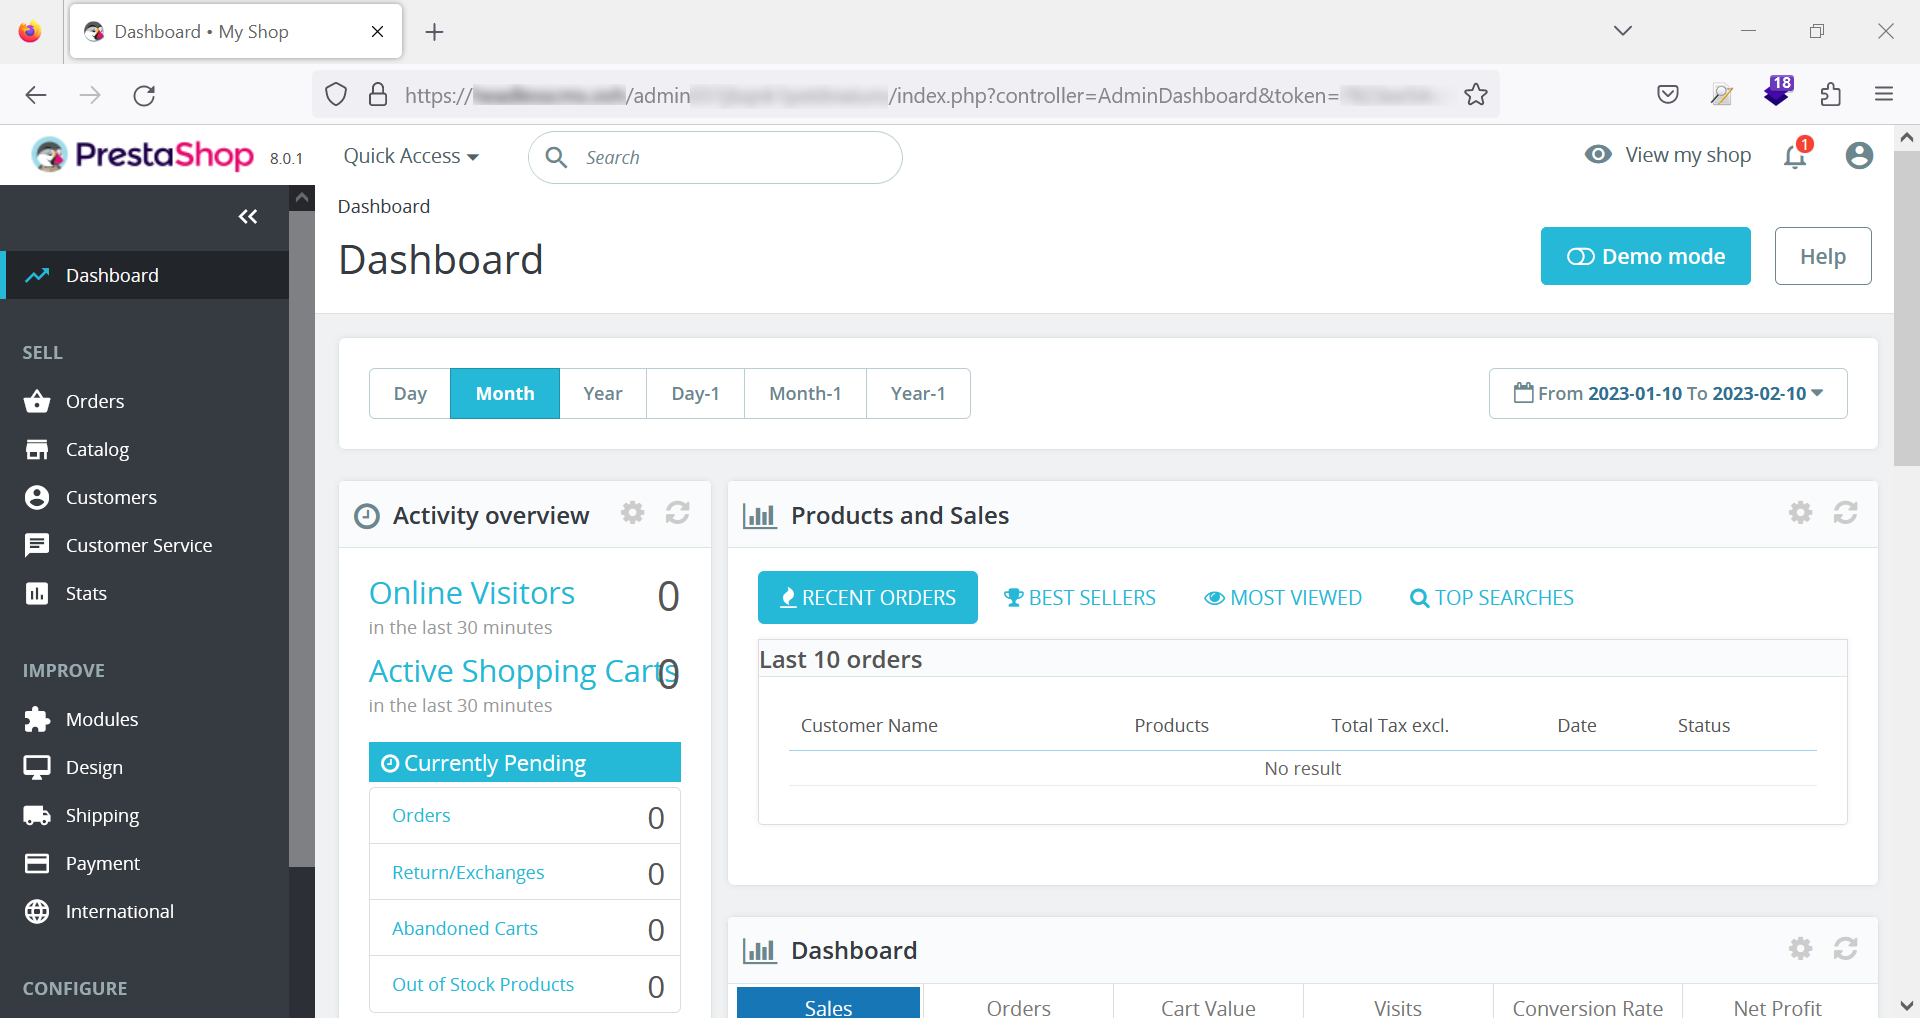 Dashboard • My Shop
https:// /admin /index.php?controller=AdminDashboard&token=
18
PrestaShop 8.0.1
Quick Access
Search
View my shop
1
Dashboard
Dashboard
Demo mode
Help
Dashboard
SELL
Orders
Catalog
Customers
Customer Service
Stats
IMPROVE
Modules
Design
Shipping
Payment
International
CONFIGURE
Day Month Year Day-1 Month-1 Year-1
From 2023-01-10 To 2023-02-10
Activity overview
Online Visitors 0
in the last 30 minutes
Active Shopping Carts 0
in the last 30 minutes
Currently Pending
Orders 0
Return/Exchanges 0
Abandoned Carts 0
Out of Stock Products 0
Products and Sales
RECENT ORDERS BEST SELLERS MOST VIEWED TOP SEARCHES
Last 10 orders
Customer Name Products Total Tax excl. Date Status
No result
Dashboard
Sales Orders Cart Value Visits Conversion Rate Net Profit